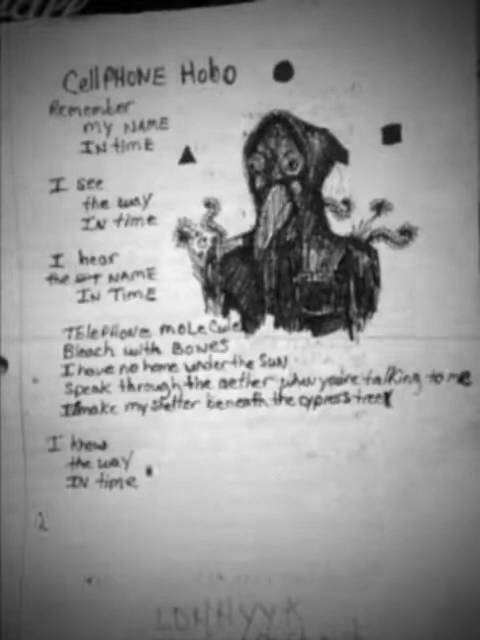 CellPHONE Hobo
Remember
my NAME
IN time
I see
the way
IN time
I hear
the NAME
IN TIME
TElePHONE moLeCule
Bleach with BONES
I have no home under the Sun
Speak through the aether when you're talking to me
I make my shelter beneath the cypress tree
I know
the way
IN time
2